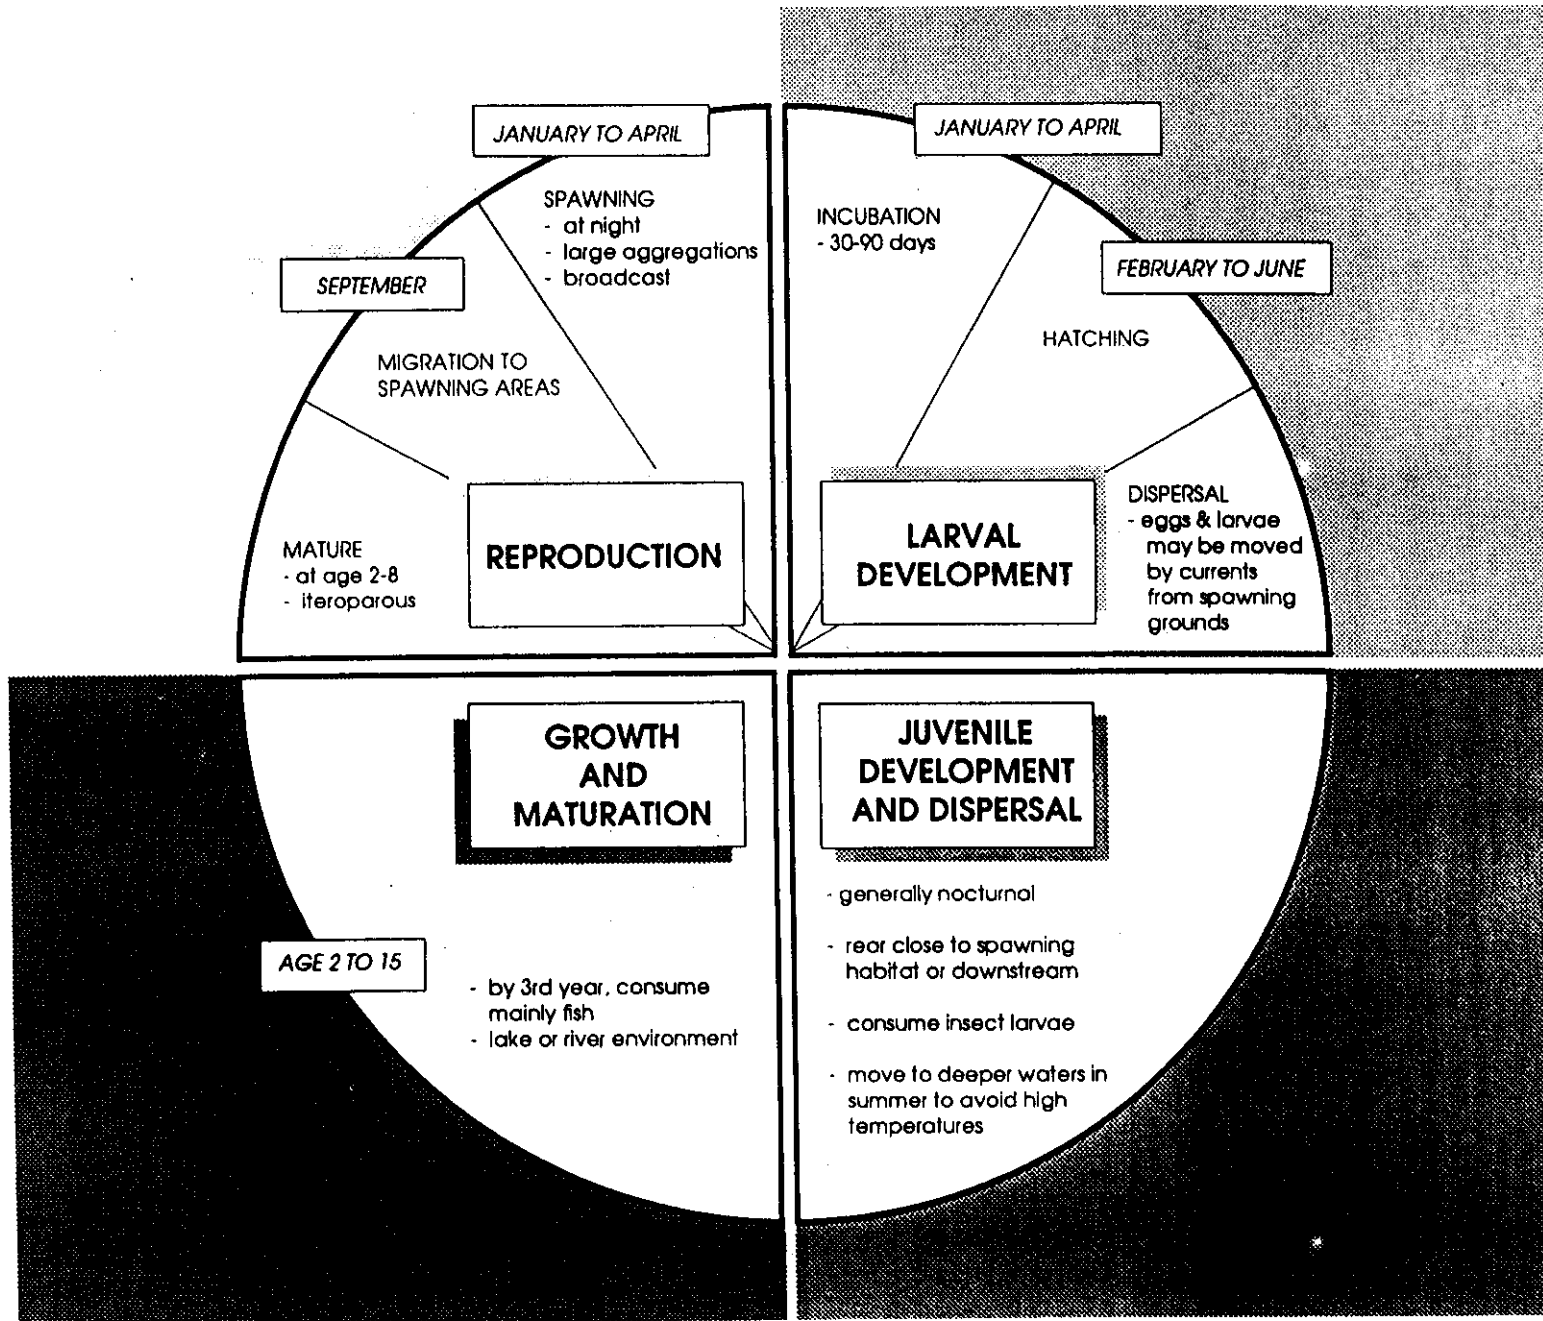 JANUARY TO APRIL
SPAWNING
- at night
- large aggregations
- broadcast
SEPTEMBER
MIGRATION TO
SPAWNING AREAS
MATURE
- at age 2-8
- iteroparous
REPRODUCTION
JANUARY TO APRIL
INCUBATION
- 30-90 days
FEBRUARY TO JUNE
HATCHING
DISPERSAL
- eggs & larvae
may be moved
by currents
from spawning
grounds
LARVAL
DEVELOPMENT
GROWTH
AND
MATURATION
AGE 2 TO 15
- by 3rd year, consume
mainly fish
- lake or river environment
JUVENILE
DEVELOPMENT
AND DISPERSAL
- generally nocturnal
- rear close to spawning
habitat or downstream
- consume insect larvae
- move to deeper waters in
summer to avoid high
temperatures